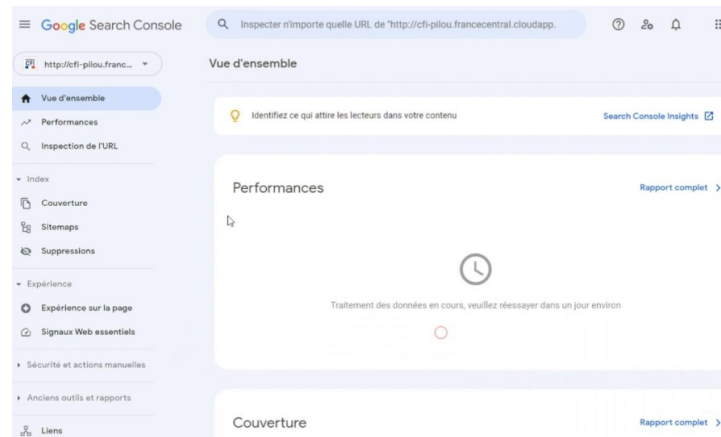 Google Search Console
Inspecter n'importe quelle URL de "http://cfi-pilou.francecentral.cloudapp.
http://cfi-pilou.franc...
Vue d'ensemble
Vue d'ensemble
Performances
Inspection de l'URL
Index
Couverture
Sitemaps
Suppressions
Expérience
Expérience sur la page
Signaux Web essentiels
Sécurité et actions manuelles
Anciens outils et rapports
Liens
Identifiez ce qui attire les lecteurs dans votre contenu
Search Console Insights
Performances
Rapport complet
Traitement des données en cours, veuillez réessayer dans un jour environ
Couverture
Rapport complet